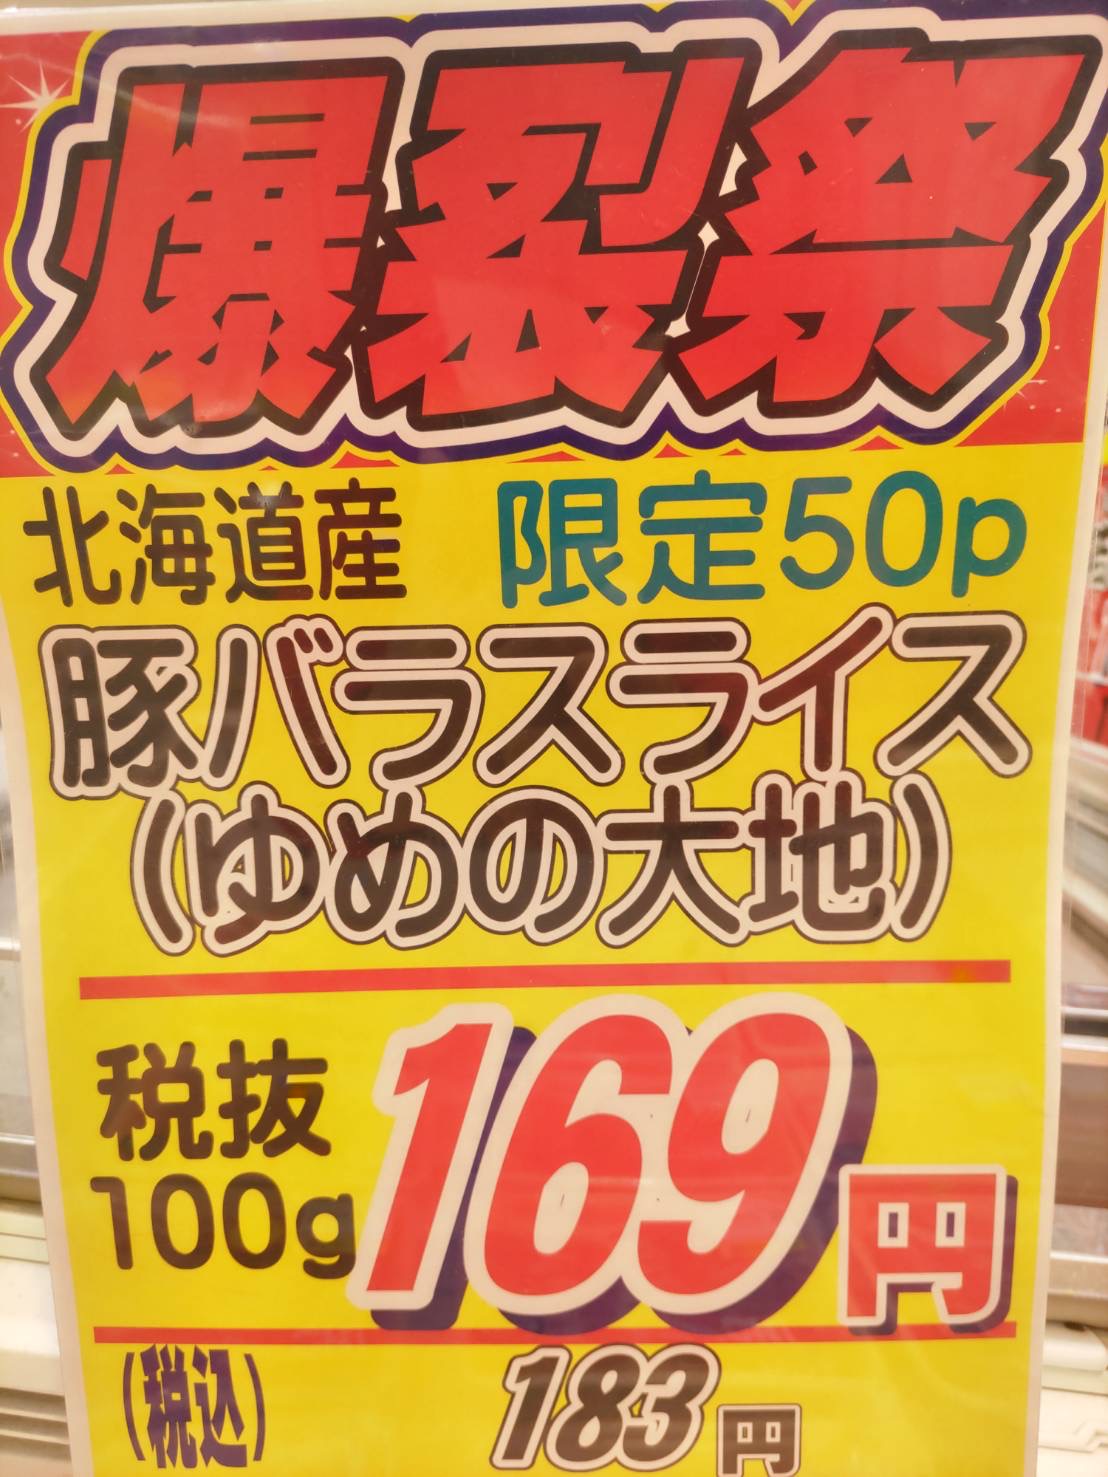 爆裂祭
北海道産 限定50p
豚バラスライス
(ゆめの大地)
税抜
100g 169円
(税込) 183円